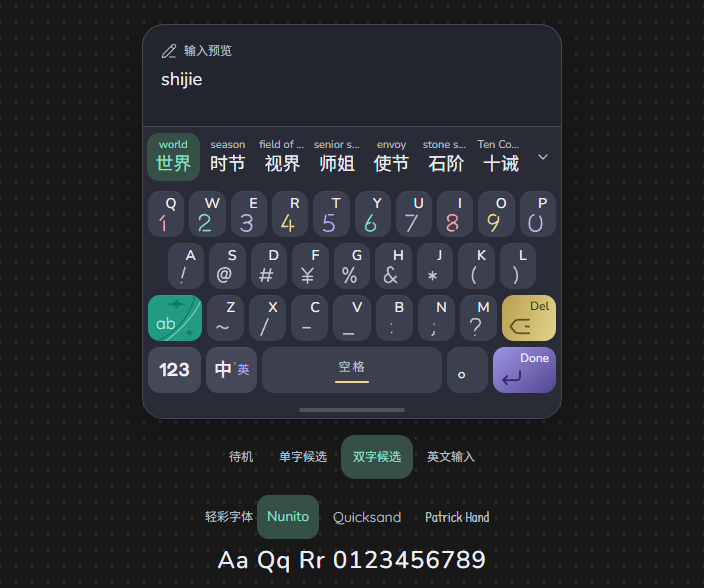 输入预览
shijie
world season field of ... senior s... envoy stone s... Ten Co...
世界 时节 视界 师姐 使节 石阶 十诫
Q W E R T Y U I O P
1 2 3 4 5 6 7 8 9 0
A S D F G H J K L
! @ # ¥ % & * ( )
Z X C V B N M Del
ab ~ / - _ : ; ?
123 中 英 空格 。 Done
待机 单字候选 双字候选 英文输入
轻彩字体 Nunito Quicksand Patrick Hand
Aa Qq Rr 0123456789